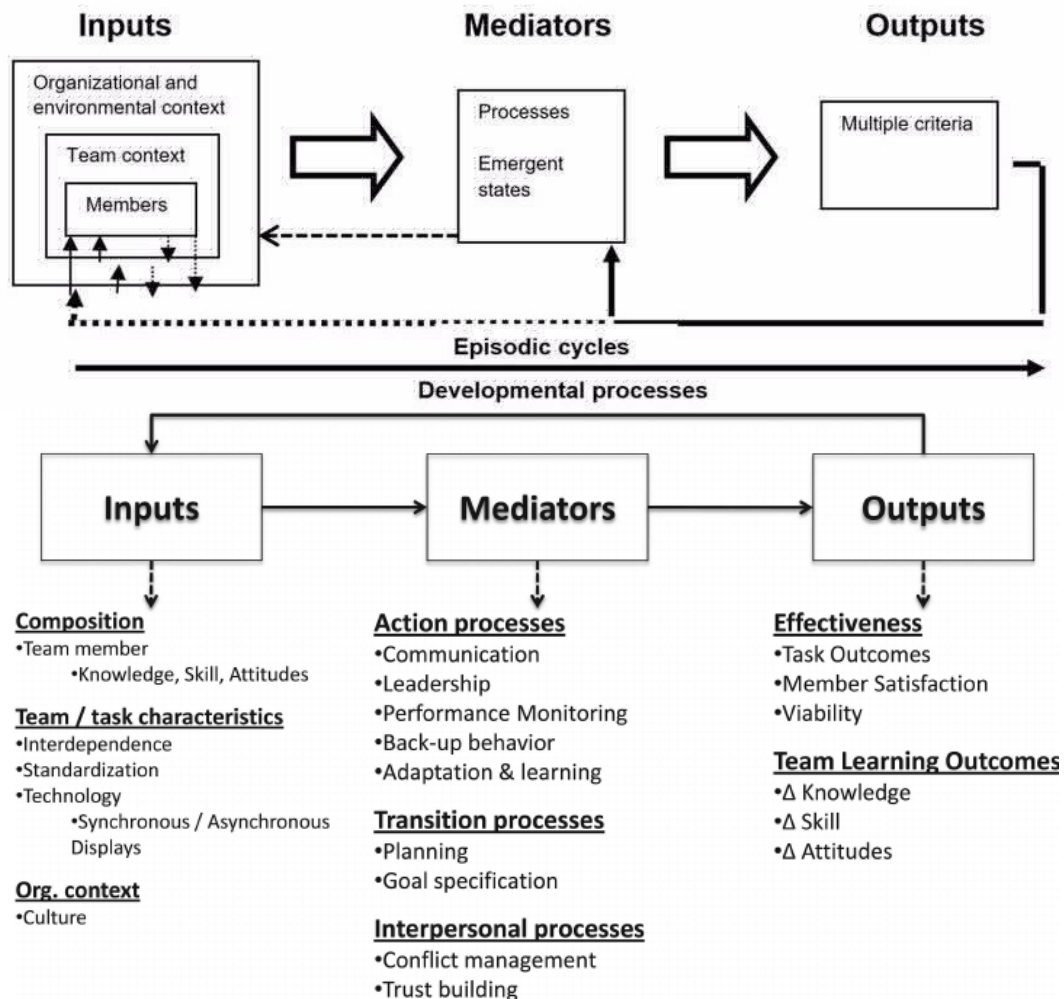 Inputs
Mediators
Outputs
Organizational and
environmental context
Team context
Members
Processes
Emergent
states
Multiple criteria
Episodic cycles
Developmental processes
Inputs
Mediators
Outputs
Composition
•Team member
•Knowledge, Skill, Attitudes
Team / task characteristics
•Interdependence
•Standardization
•Technology
•Synchronous / Asynchronous
Displays
Org. context
•Culture
Action processes
•Communication
•Leadership
•Performance Monitoring
•Back-up behavior
•Adaptation & learning
Transition processes
•Planning
•Goal specification
Interpersonal processes
•Conflict management
•Trust building
Effectiveness
•Task Outcomes
•Member Satisfaction
•Viability
Team Learning Outcomes
•Δ Knowledge
•Δ Skill
•Δ Attitudes